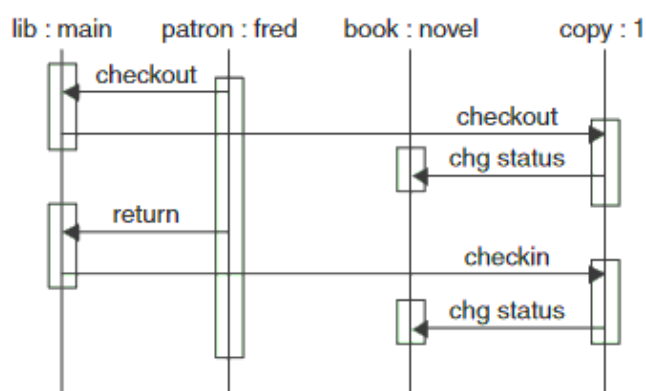 lib : main patron : fred book : novel copy : 1
checkout
checkout
chg status
return
checkin
chg status